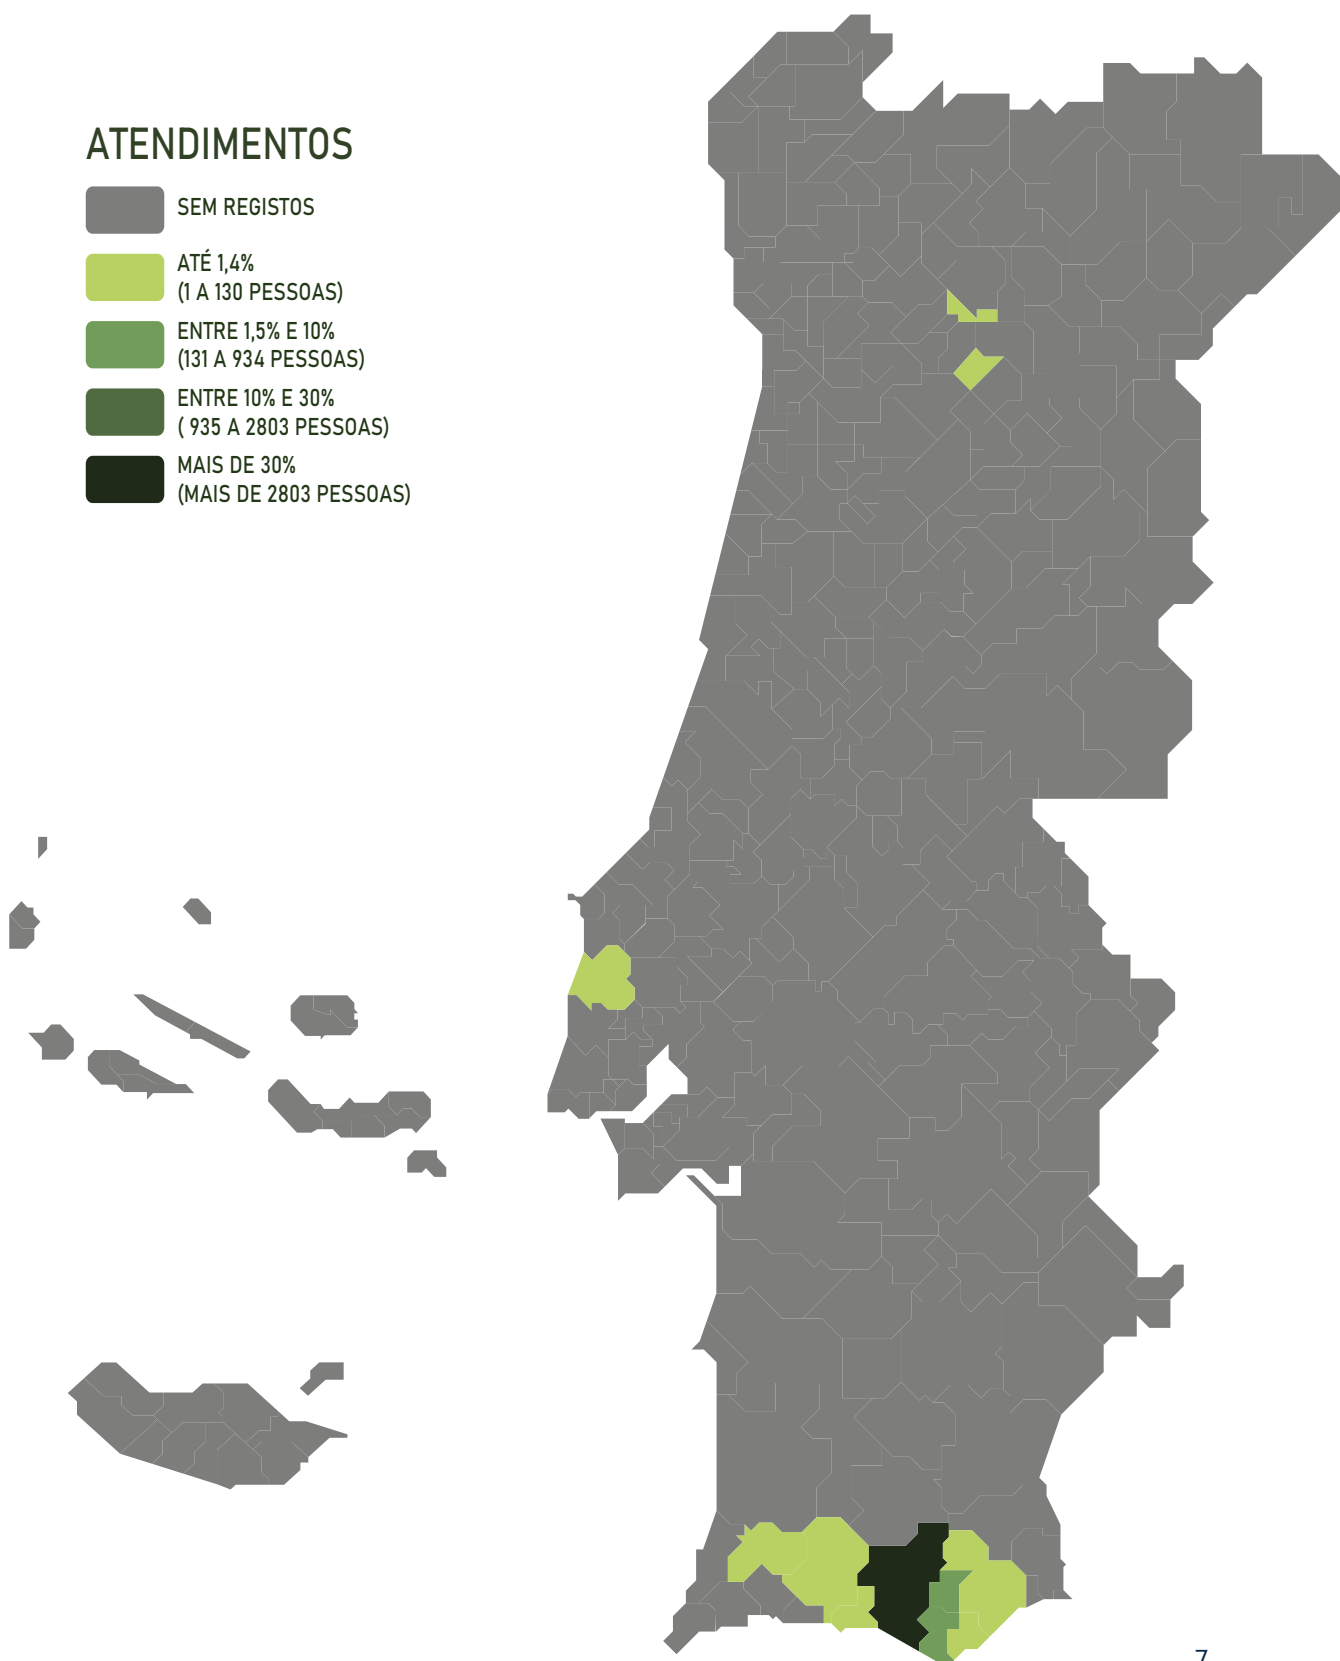 ATENDIMENTOS
SEM REGISTOS
ATÉ 1,4%
(1 A 130 PESSOAS)
ENTRE 1,5% E 10%
(131 A 934 PESSOAS)
ENTRE 10% E 30%
( 935 A 2803 PESSOAS)
MAIS DE 30%
(MAIS DE 2803 PESSOAS)
7